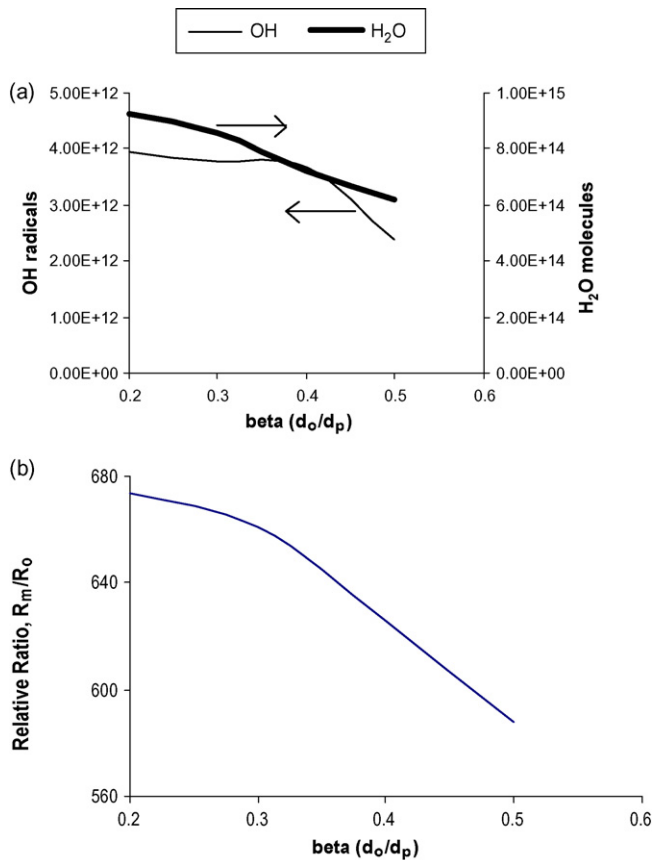 OH H₂O
(a)
5.00E+12
4.00E+12
3.00E+12
2.00E+12
1.00E+12
0.00E+00
OH radicals
1.00E+15
8.00E+14
6.00E+14
4.00E+14
2.00E+14
0.00E+00
H₂O molecules
0.2 0.3 0.4 0.5 0.6
beta (dₒ/dₚ)
(b)
680
640
600
560
Relative Ratio, Rₘ/Rₒ
0.2 0.3 0.4 0.5 0.6
beta (dₒ/dₚ)